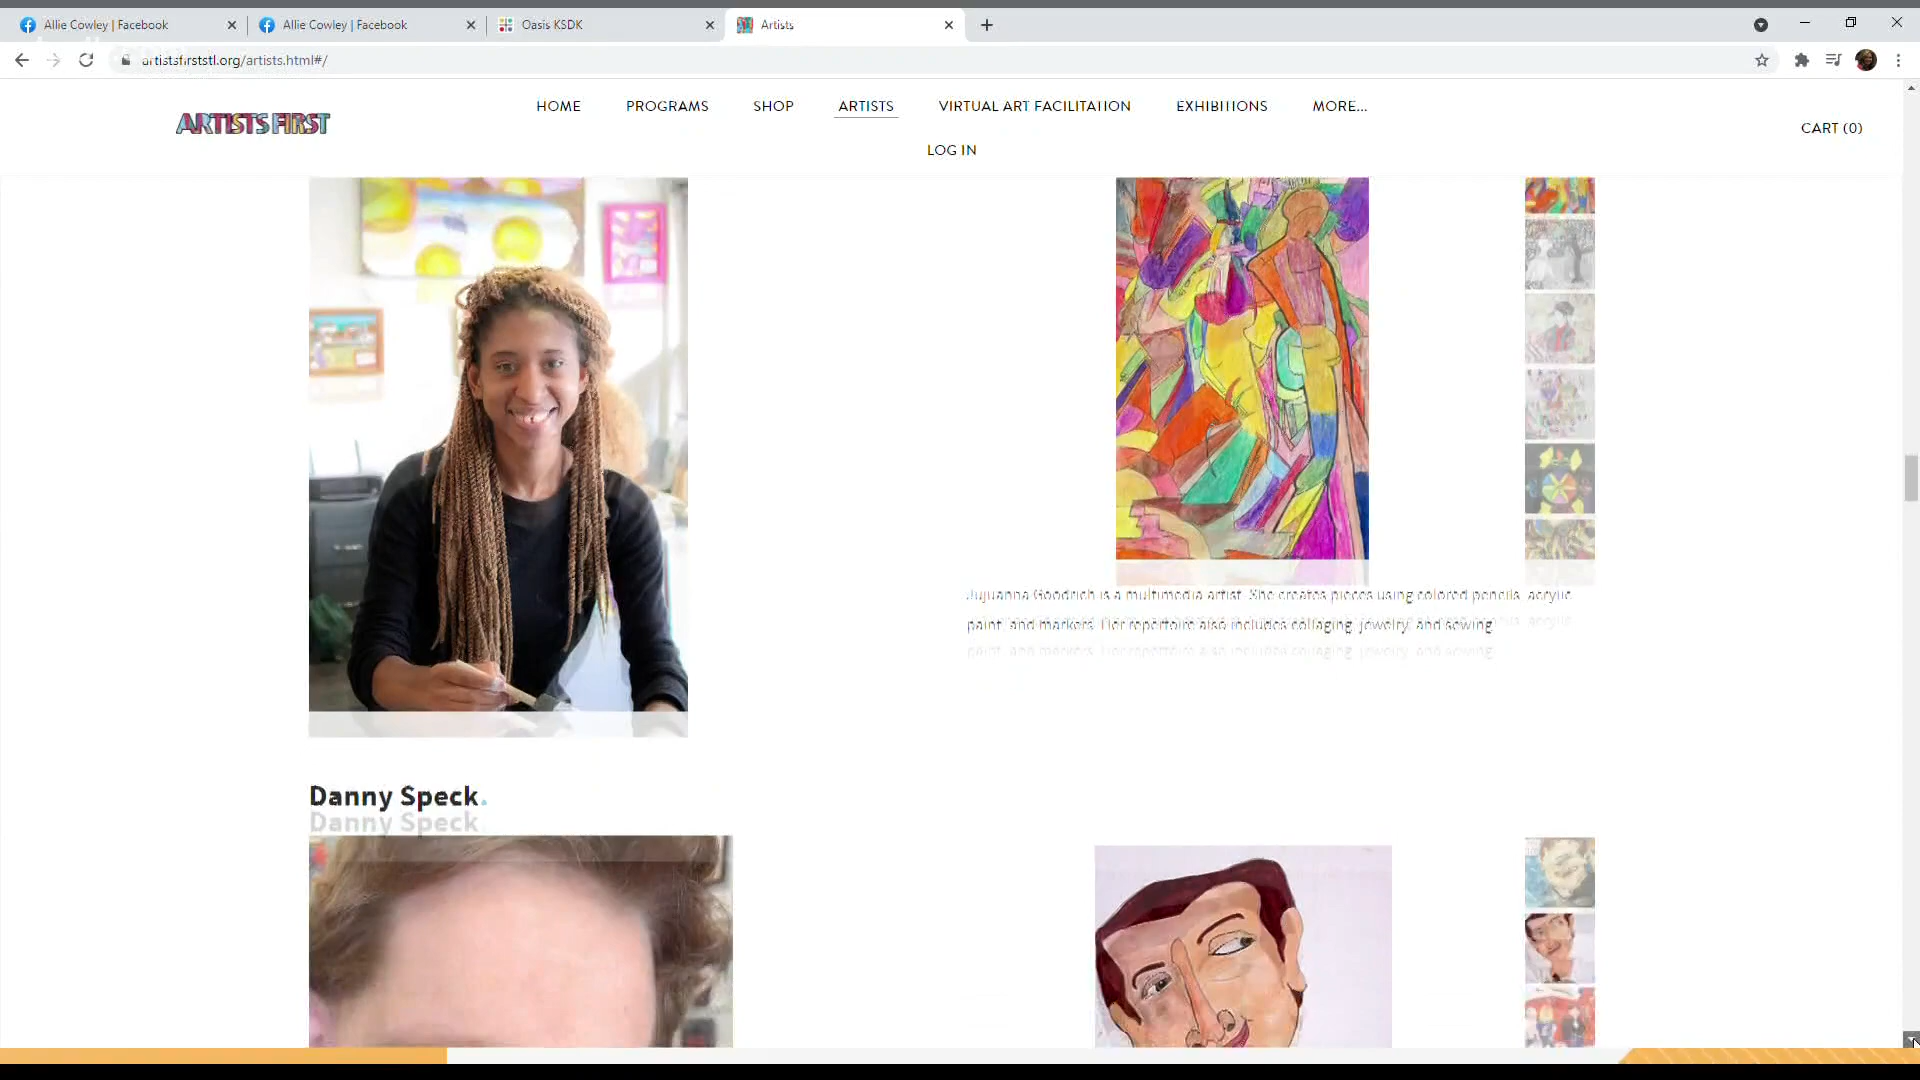 Allie Cowley | Facebook
Allie Cowley | Facebook
Oasis KSDK
Artists
artistsfirststl.org/artists.html#/
ARTISTS FIRST
HOME
PROGRAMS
SHOP
ARTISTS
VIRTUAL ART FACILITATION
EXHIBITIONS
MORE...
LOG IN
CART (0)
Jujuanna Goodrich is a multimedia artist. She creates pieces using colored pencils, acrylic
paint, and markers. Her repertoire also includes collaging, jewelry, and sewing.
Danny Speck.